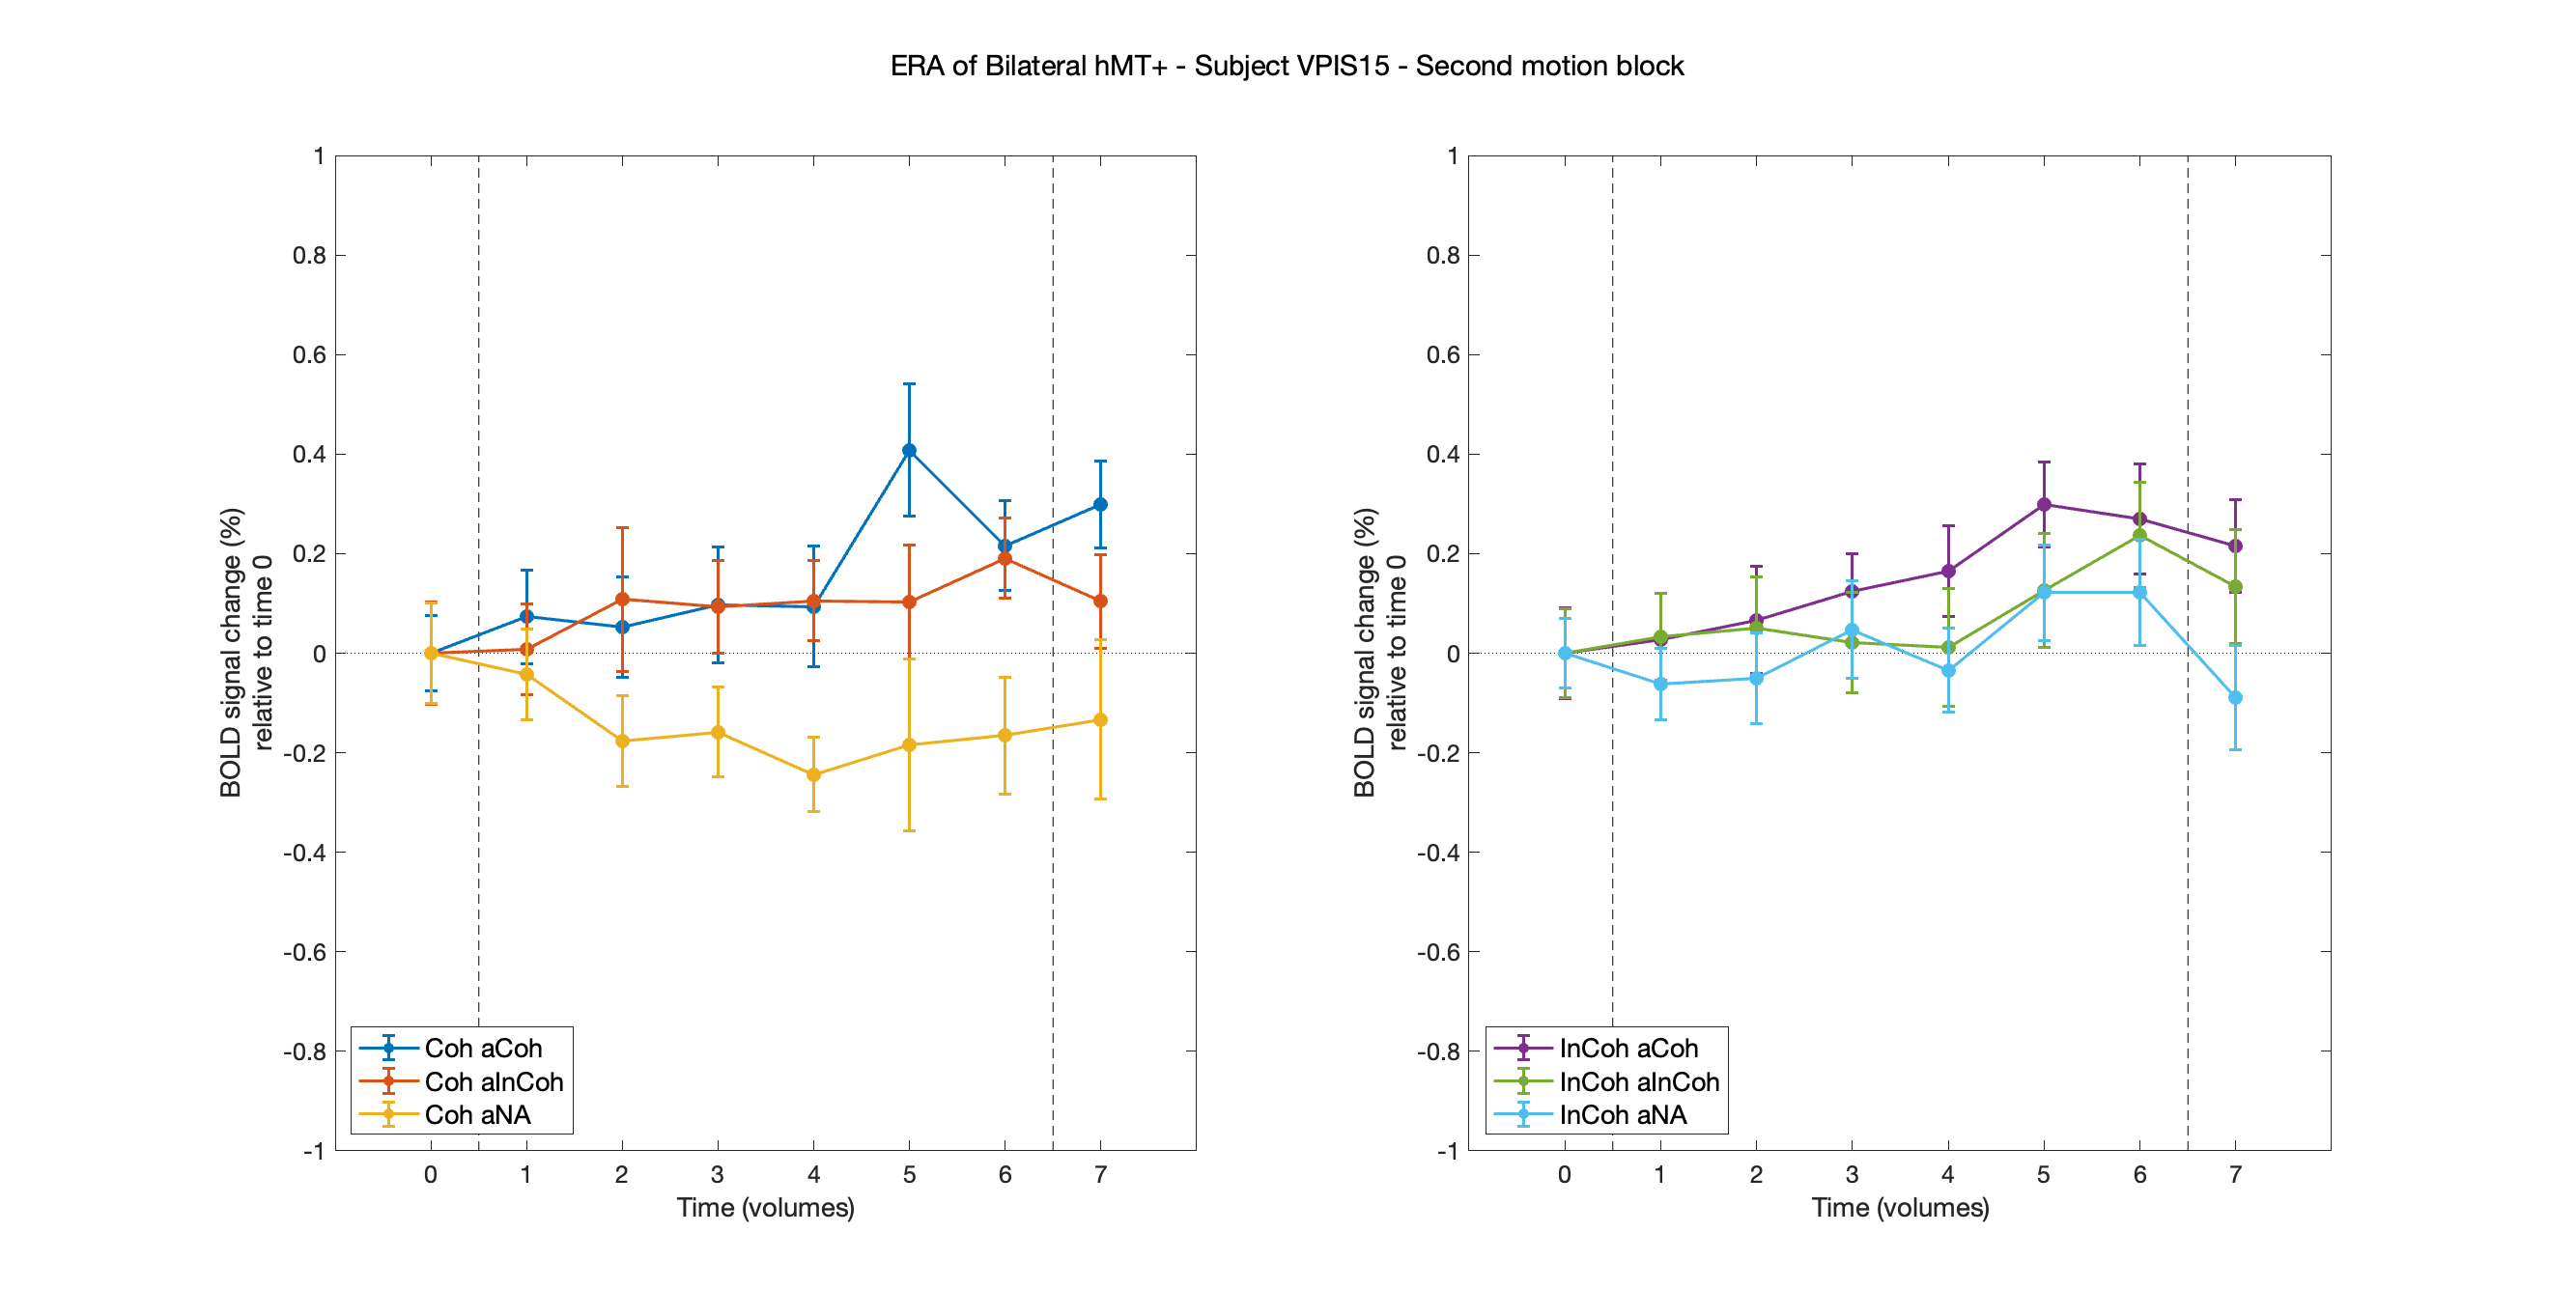 ERA of Bilateral hMT+ - Subject VPIS15 - Second motion block
BOLD signal change (%)
relative to time 0
1
0.8
0.6
0.4
0.2
0
-0.2
-0.4
-0.6
-0.8
-1
Coh aCoh
Coh aInCoh
Coh aNA
0 1 2 3 4 5 6 7
Time (volumes)
BOLD signal change (%)
relative to time 0
1
0.8
0.6
0.4
0.2
0
-0.2
-0.4
-0.6
-0.8
-1
InCoh aCoh
InCoh aInCoh
InCoh aNA
0 1 2 3 4 5 6 7
Time (volumes)